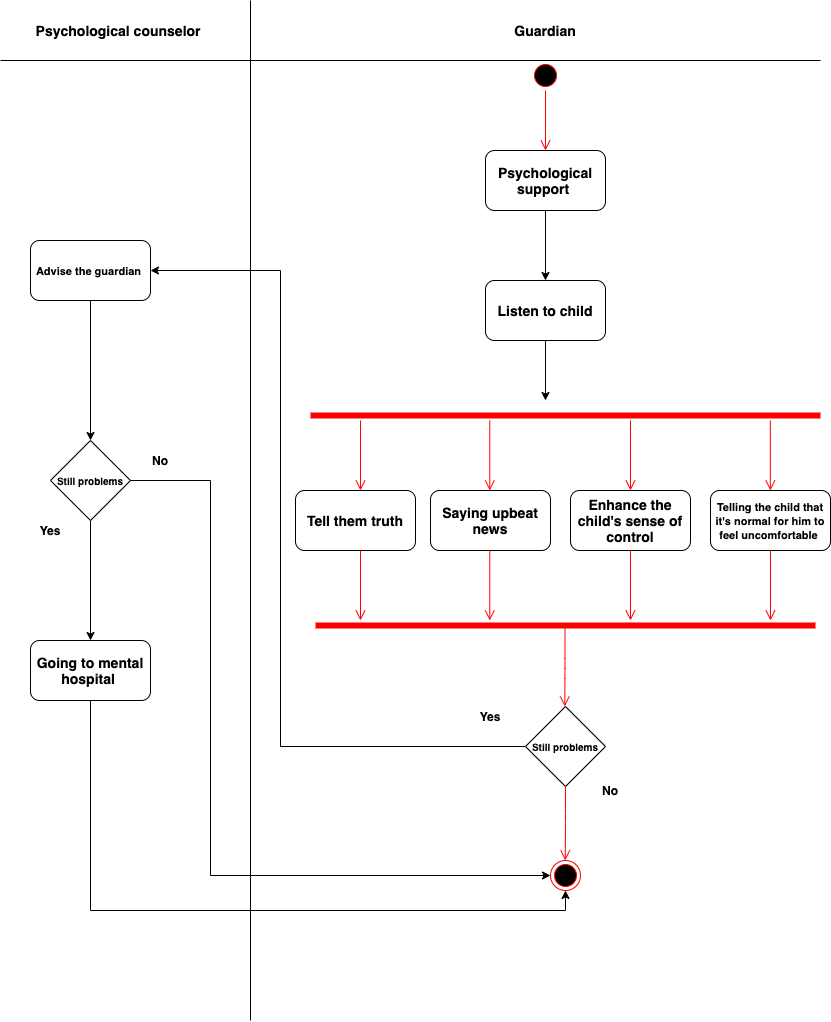 Psychological counselor
Guardian
Psychological
support
Advise the guardian
Listen to child
Still problems
No
Yes
Tell them truth
Saying upbeat
news
Enhance the
child's sense of
control
Telling the child that
it's normal for him to
feel uncomfortable
Going to mental
hospital
Yes
Still problems
No